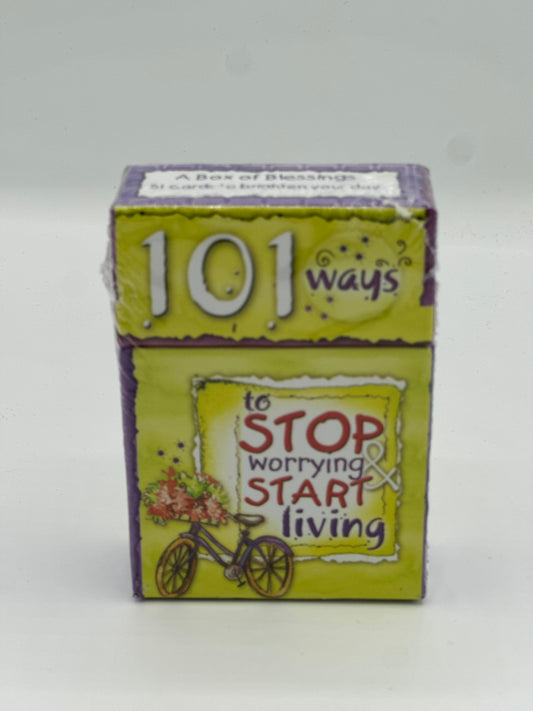 A Box of Blessings
51 cards to brighten your day
101 ways
to
STOP
worrying &
START
living